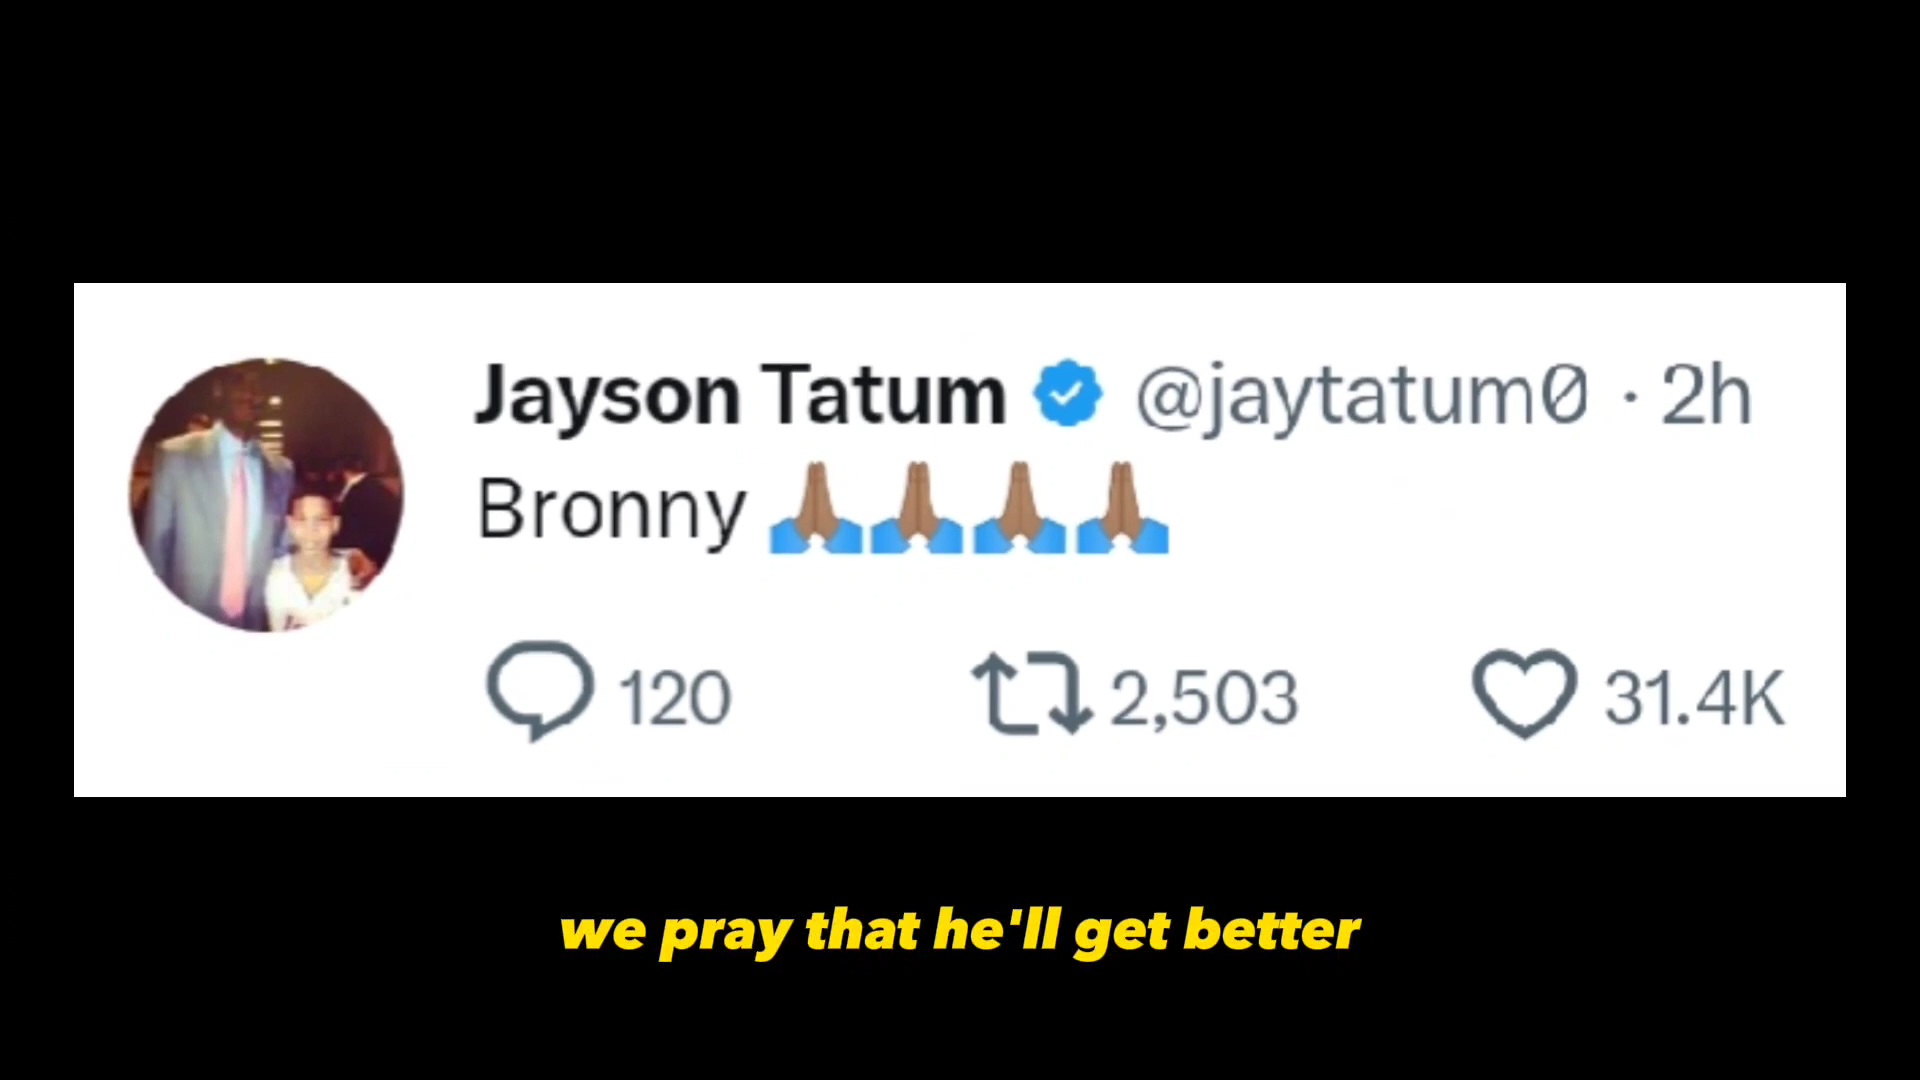 Jayson Tatum @jaytatum0 · 2h
Bronny 🙏🏽🙏🏽🙏🏽🙏🏽
120 2,503 31.4K
we pray that he'll get better